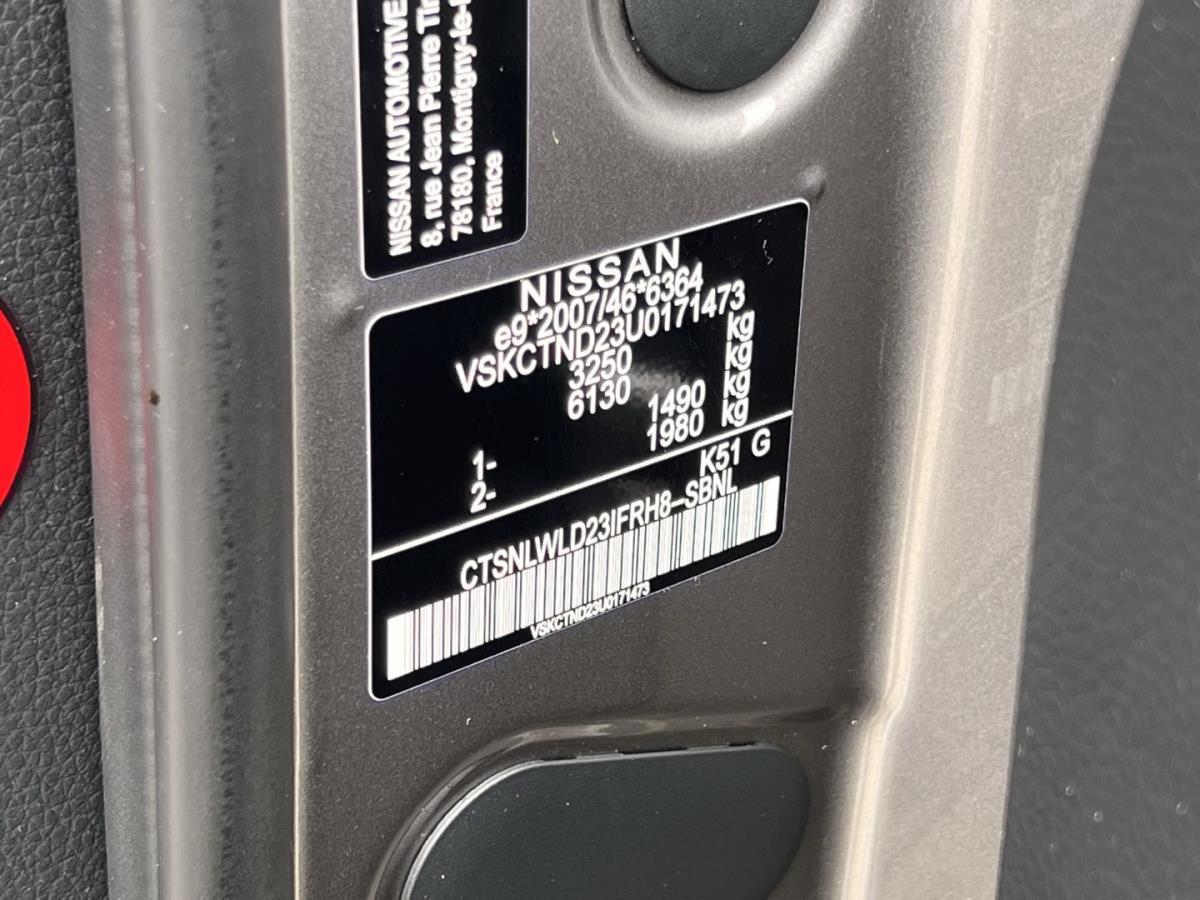 NISSAN AUTOMOTIVE
8, rue Jean Pierre
78180, Montigny-le-
France
NISSAN
e9*2007/46*6364
VSKCTND23U0171473
3250 kg
6130 kg
1- 1490 kg
2- 1980 kg
K51 G
CTSNLWLD23IFRH8-SBNL
VSKCTND23U0171473